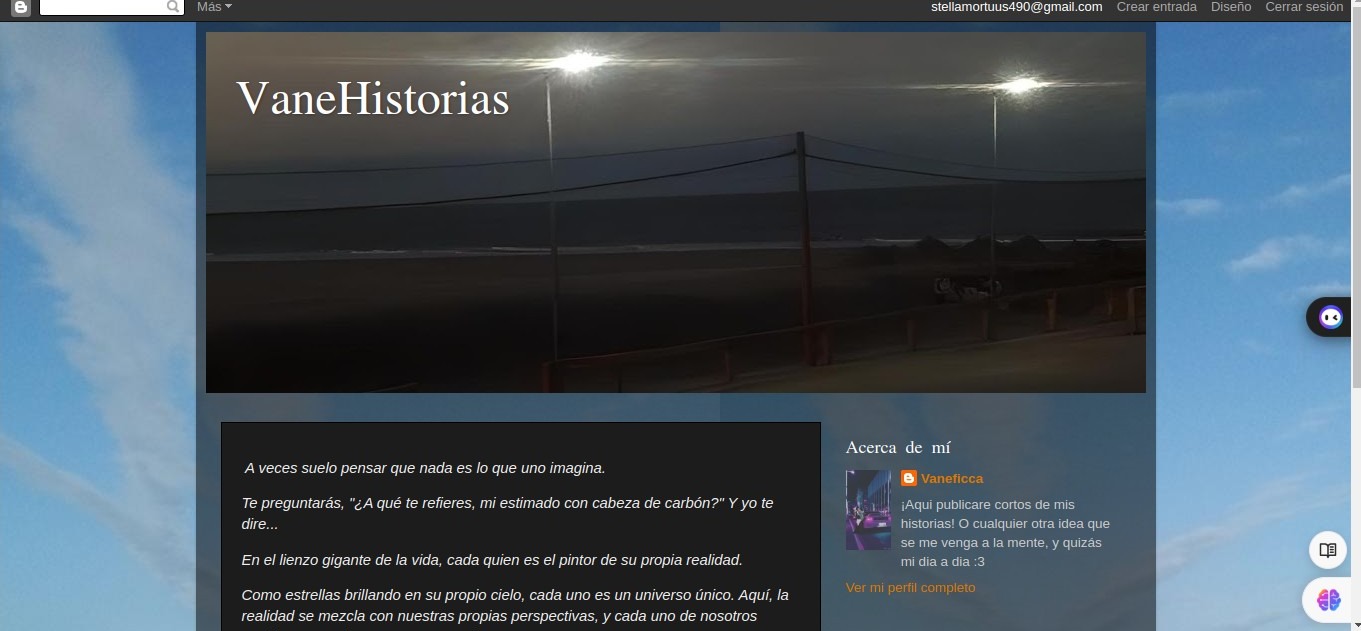 Más
stellamortuus490@gmail.com Crear entrada Diseño Cerrar sesión
VaneHistorias
A veces suelo pensar que nada es lo que uno imagina.
Te preguntarás, "¿A qué te refieres, mi estimado con cabeza de carbón?" Y yo te
dire...
En el lienzo gigante de la vida, cada quien es el pintor de su propia realidad.
Como estrellas brillando en su propio cielo, cada uno es un universo único. Aquí, la
realidad se mezcla con nuestras propias perspectivas, y cada uno de nosotros
Acerca de mí
Vaneficca
¡Aqui publicare cortos de mis
historias! O cualquier otra idea que
se me venga a la mente, y quizás
mi dia a dia :3
Ver mi perfil completo